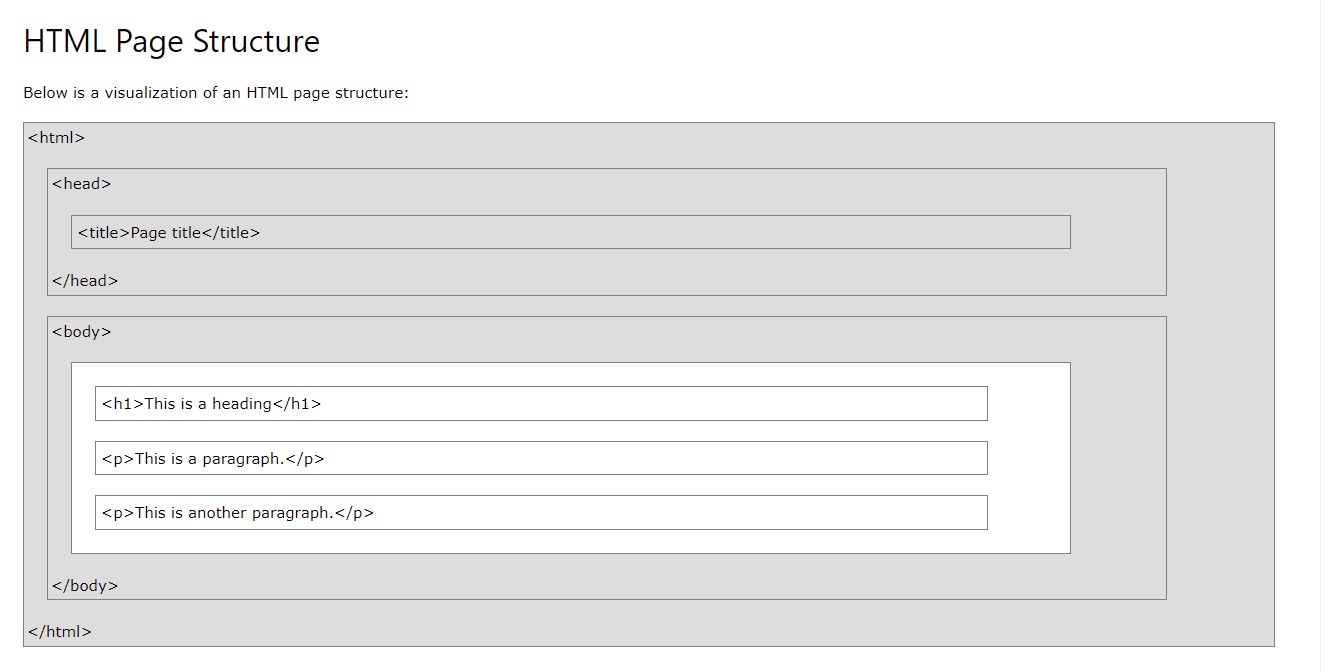 HTML Page Structure
Below is a visualization of an HTML page structure:
<html>
<head>
<title>Page title</title>
</head>
<body>
<h1>This is a heading</h1>
<p>This is a paragraph.</p>
<p>This is another paragraph.</p>
</body>
</html>